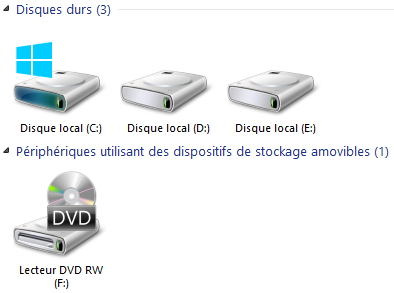 Disques durs (3)
Disque local (C:)
Disque local (D:)
Disque local (E:)
Périphériques utilisant des dispositifs de stockage amovibles (1)
DVD
Lecteur DVD RW
(F:)